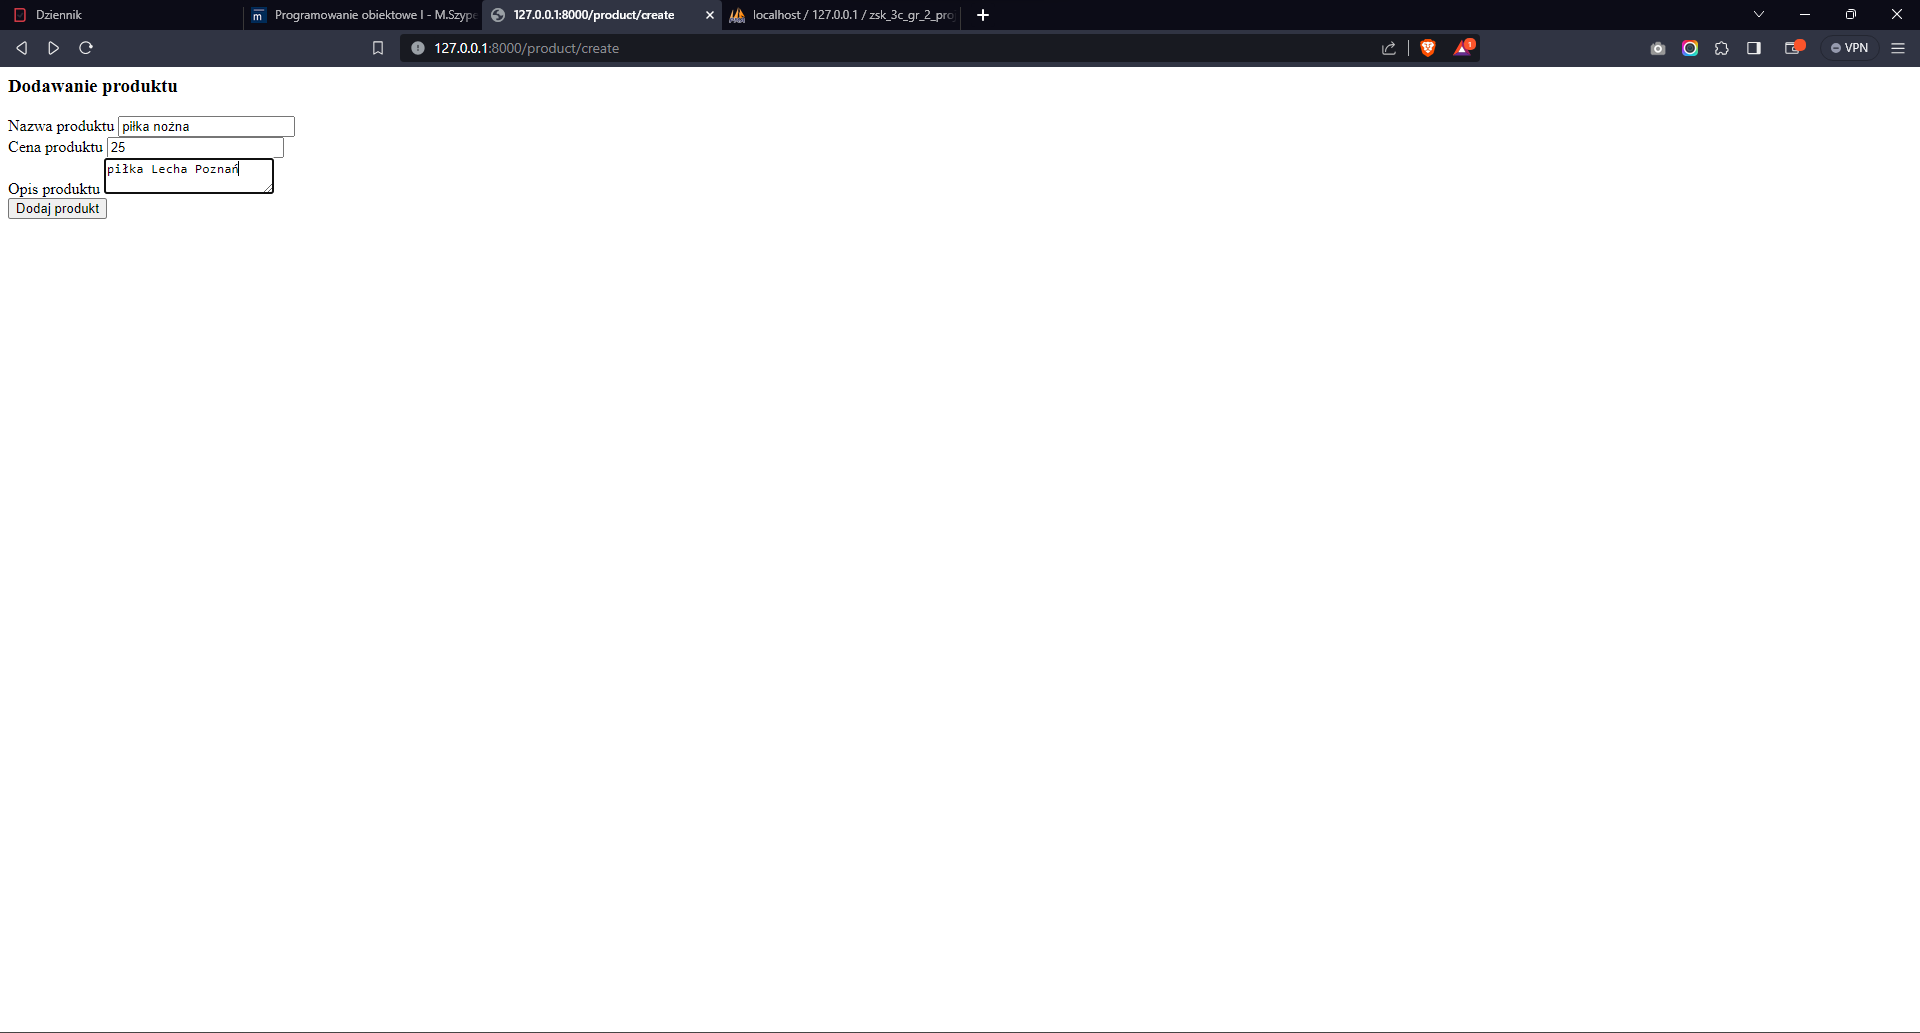 Dziennik
Programowanie obiektowe I - M.Szype
127.0.0.1:8000/product/create
localhost / 127.0.0.1 / zsk_3c_gr_2_pro
127.0.0.1:8000/product/create
1
VPN
Dodawanie produktu
Nazwa produktu piłka nożna
Cena produktu 25
Opis produktu piłka Lecha Poznań
Dodaj produkt